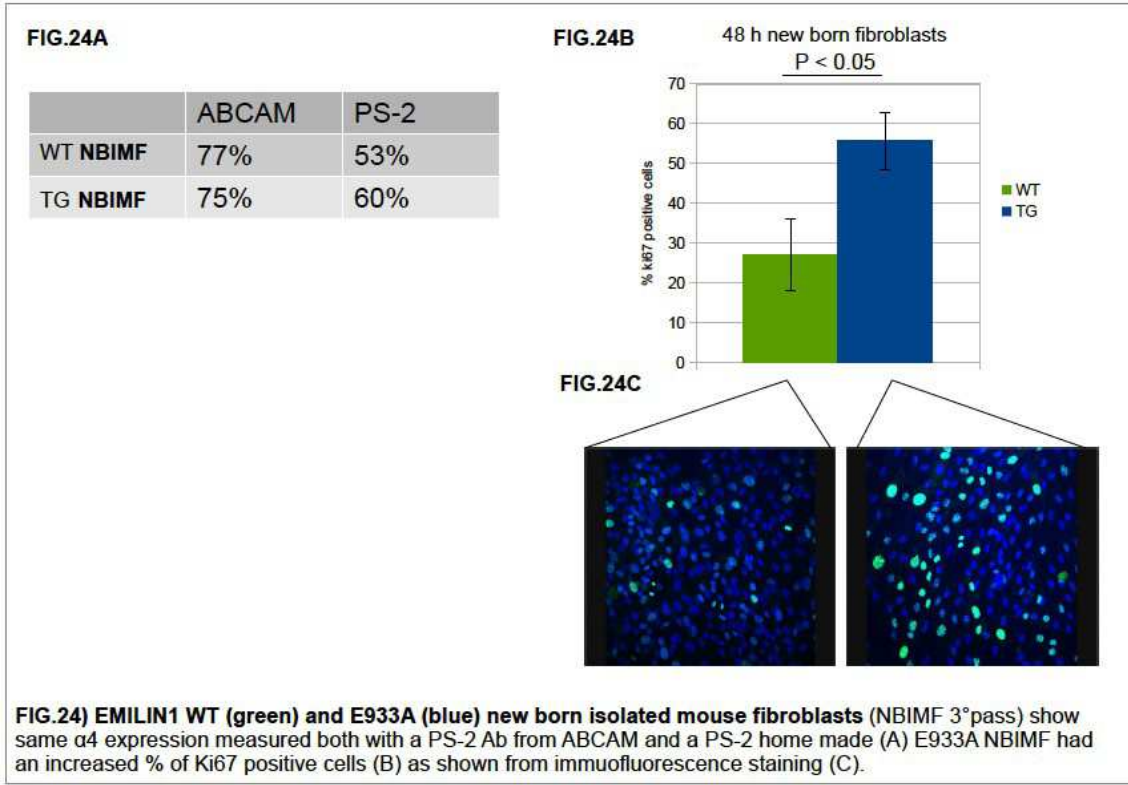 FIG.24A
ABCAM PS-2
WT NBIMF 77% 53%
TG NBIMF 75% 60%
FIG.24B
48 h new born fibroblasts
P < 0.05
70
60
50
40
30
20
10
0
% ki67 positive cells
WT
TG
FIG.24C
FIG.24) EMILIN1 WT (green) and E933A (blue) new born isolated mouse fibroblasts (NBIMF 3°pass) show
same α4 expression measured both with a PS-2 Ab from ABCAM and a PS-2 home made (A) E933A NBIMF had
an increased % of Ki67 positive cells (B) as shown from immuofluorescence staining (C).